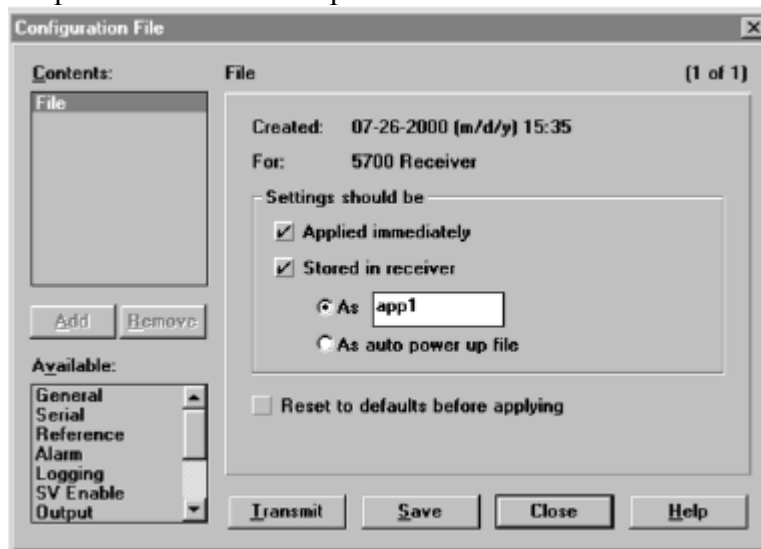 Configuration File
Contents:
File
Add
Remove
Available:
General
Serial
Reference
Alarm
Logging
SV Enable
Output
File
(1 of 1)
Created: 07-26-2000 (m/d/y) 15:35
For: 5700 Receiver
Settings should be
Applied immediately
Stored in receiver
As app1
As auto power up file
Reset to defaults before applying
Transmit
Save
Close
Help